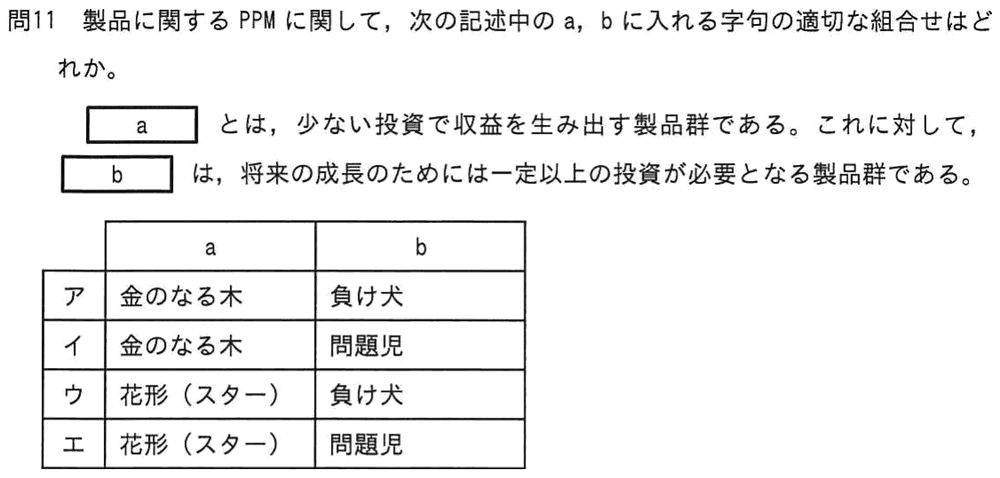 問11 製品に関する PPM に関して，次の記述中の a，b に入れる字句の適切な組合せはど
れか。
a とは，少ない投資で収益を生み出す製品群である。これに対して，
b は，将来の成長のためには一定以上の投資が必要となる製品群である。
a b
ア 金のなる木 負け犬
イ 金のなる木 問題児
ウ 花形（スター） 負け犬
エ 花形（スター） 問題児